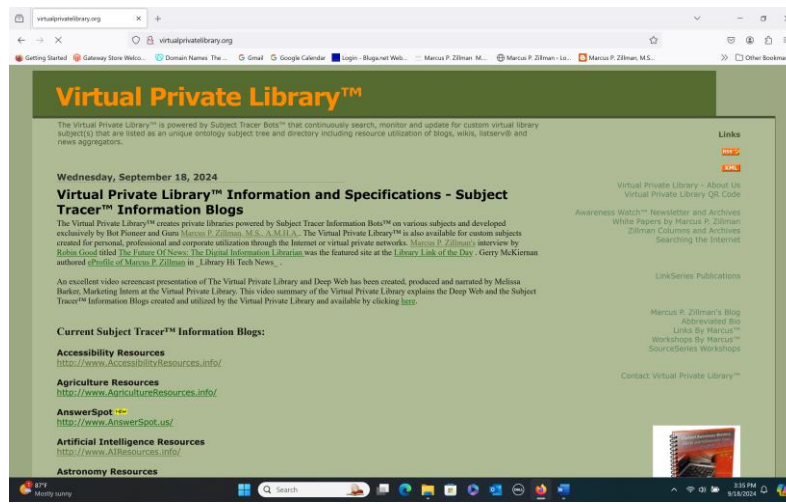 virtualprivatelibrary.org
virtualprivatelibrary.org
Getting Started Gateway Store Welco... Domain Names The ... Gmail Google Calendar Login - Bluga.net Web... Marcus P. Zillman M... Marcus P. Zillman - Lo... Marcus P. Zillman, M.S... Other Bookmar
Virtual Private Library™
The Virtual Private Library™ is powered by Subject Tracer Bots™ that continuously search, monitor and update for custom virtual library
subject(s) that are listed as an unique ontology subject tree and directory including resource utilization of blogs, wikis, listserv® and
news aggregators.
Wednesday, September 18, 2024
Virtual Private Library™ Information and Specifications - Subject
Tracer™ Information Blogs
The Virtual Private Library™ creates private libraries powered by Subject Tracer Information Bots™ on various subjects and developed
exclusively by Bot Pioneer and Guru Marcus P. Zillman, M.S., A.M.H.A.. The Virtual Private Library™ is also available for custom subjects
created for personal, professional and corporate utilization through the Internet or virtual private networks. Marcus P. Zillman's interview by
Robin Good titled The Future Of News: The Digital Information Librarian was the featured site at the Library Link of the Day . Gerry McKiernan
authored eProfile of Marcus P. Zillman in _Library Hi Tech News_ .
An excellent video screencast presentation of The Virtual Private Library and Deep Web has been created, produced and narrated by Melissa
Barker, Marketing Intern at the Virtual Private Library. This video summary of the Virtual Private Library explains the Deep Web and the Subject
Tracer™ Information Blogs created and utilized by the Virtual Private Library and available by clicking here.
Current Subject Tracer™ Information Blogs:
Accessibility Resources
http://www.AccessibilityResources.info/
Agriculture Resources
http://www.AgricultureResources.info/
AnswerSpot
http://www.AnswerSpot.us/
Artificial Intelligence Resources
http://www.AIResources.info/
Astronomy Resources
Links
RSS
XML
Virtual Private Library - About Us
Virtual Private Library QR Code
Awareness Watch™ Newsletter and Archives
White Papers by Marcus P. Zillman
Zillman Columns and Archives
Searching the Internet
LinkSeries Publications
Marcus P. Zillman's Blog
Abbreviated Bio
Links By Marcus™
Workshops By Marcus™
SourceSeries Workshops
Contact Virtual Private Library™
87°F
Mostly sunny
Search
3:35 PM
9/18/2024